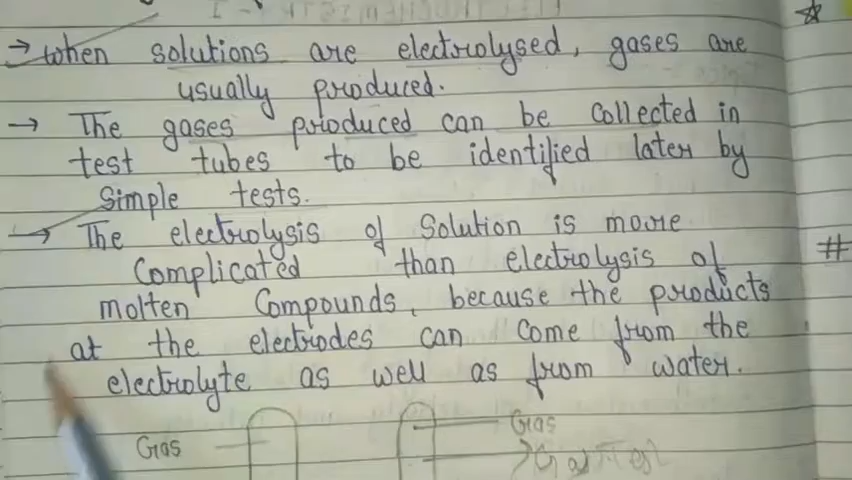 → when solutions are electrolysed, gases are
usually produced.
→ The gases produced can be collected in
test tubes to be identified later by
simple tests.
→ The electrolysis of solution is more
complicated than electrolysis of
molten compounds, because the products
#
at the electrodes can come from the
electrolyte as well as from water.
Gas
Gas